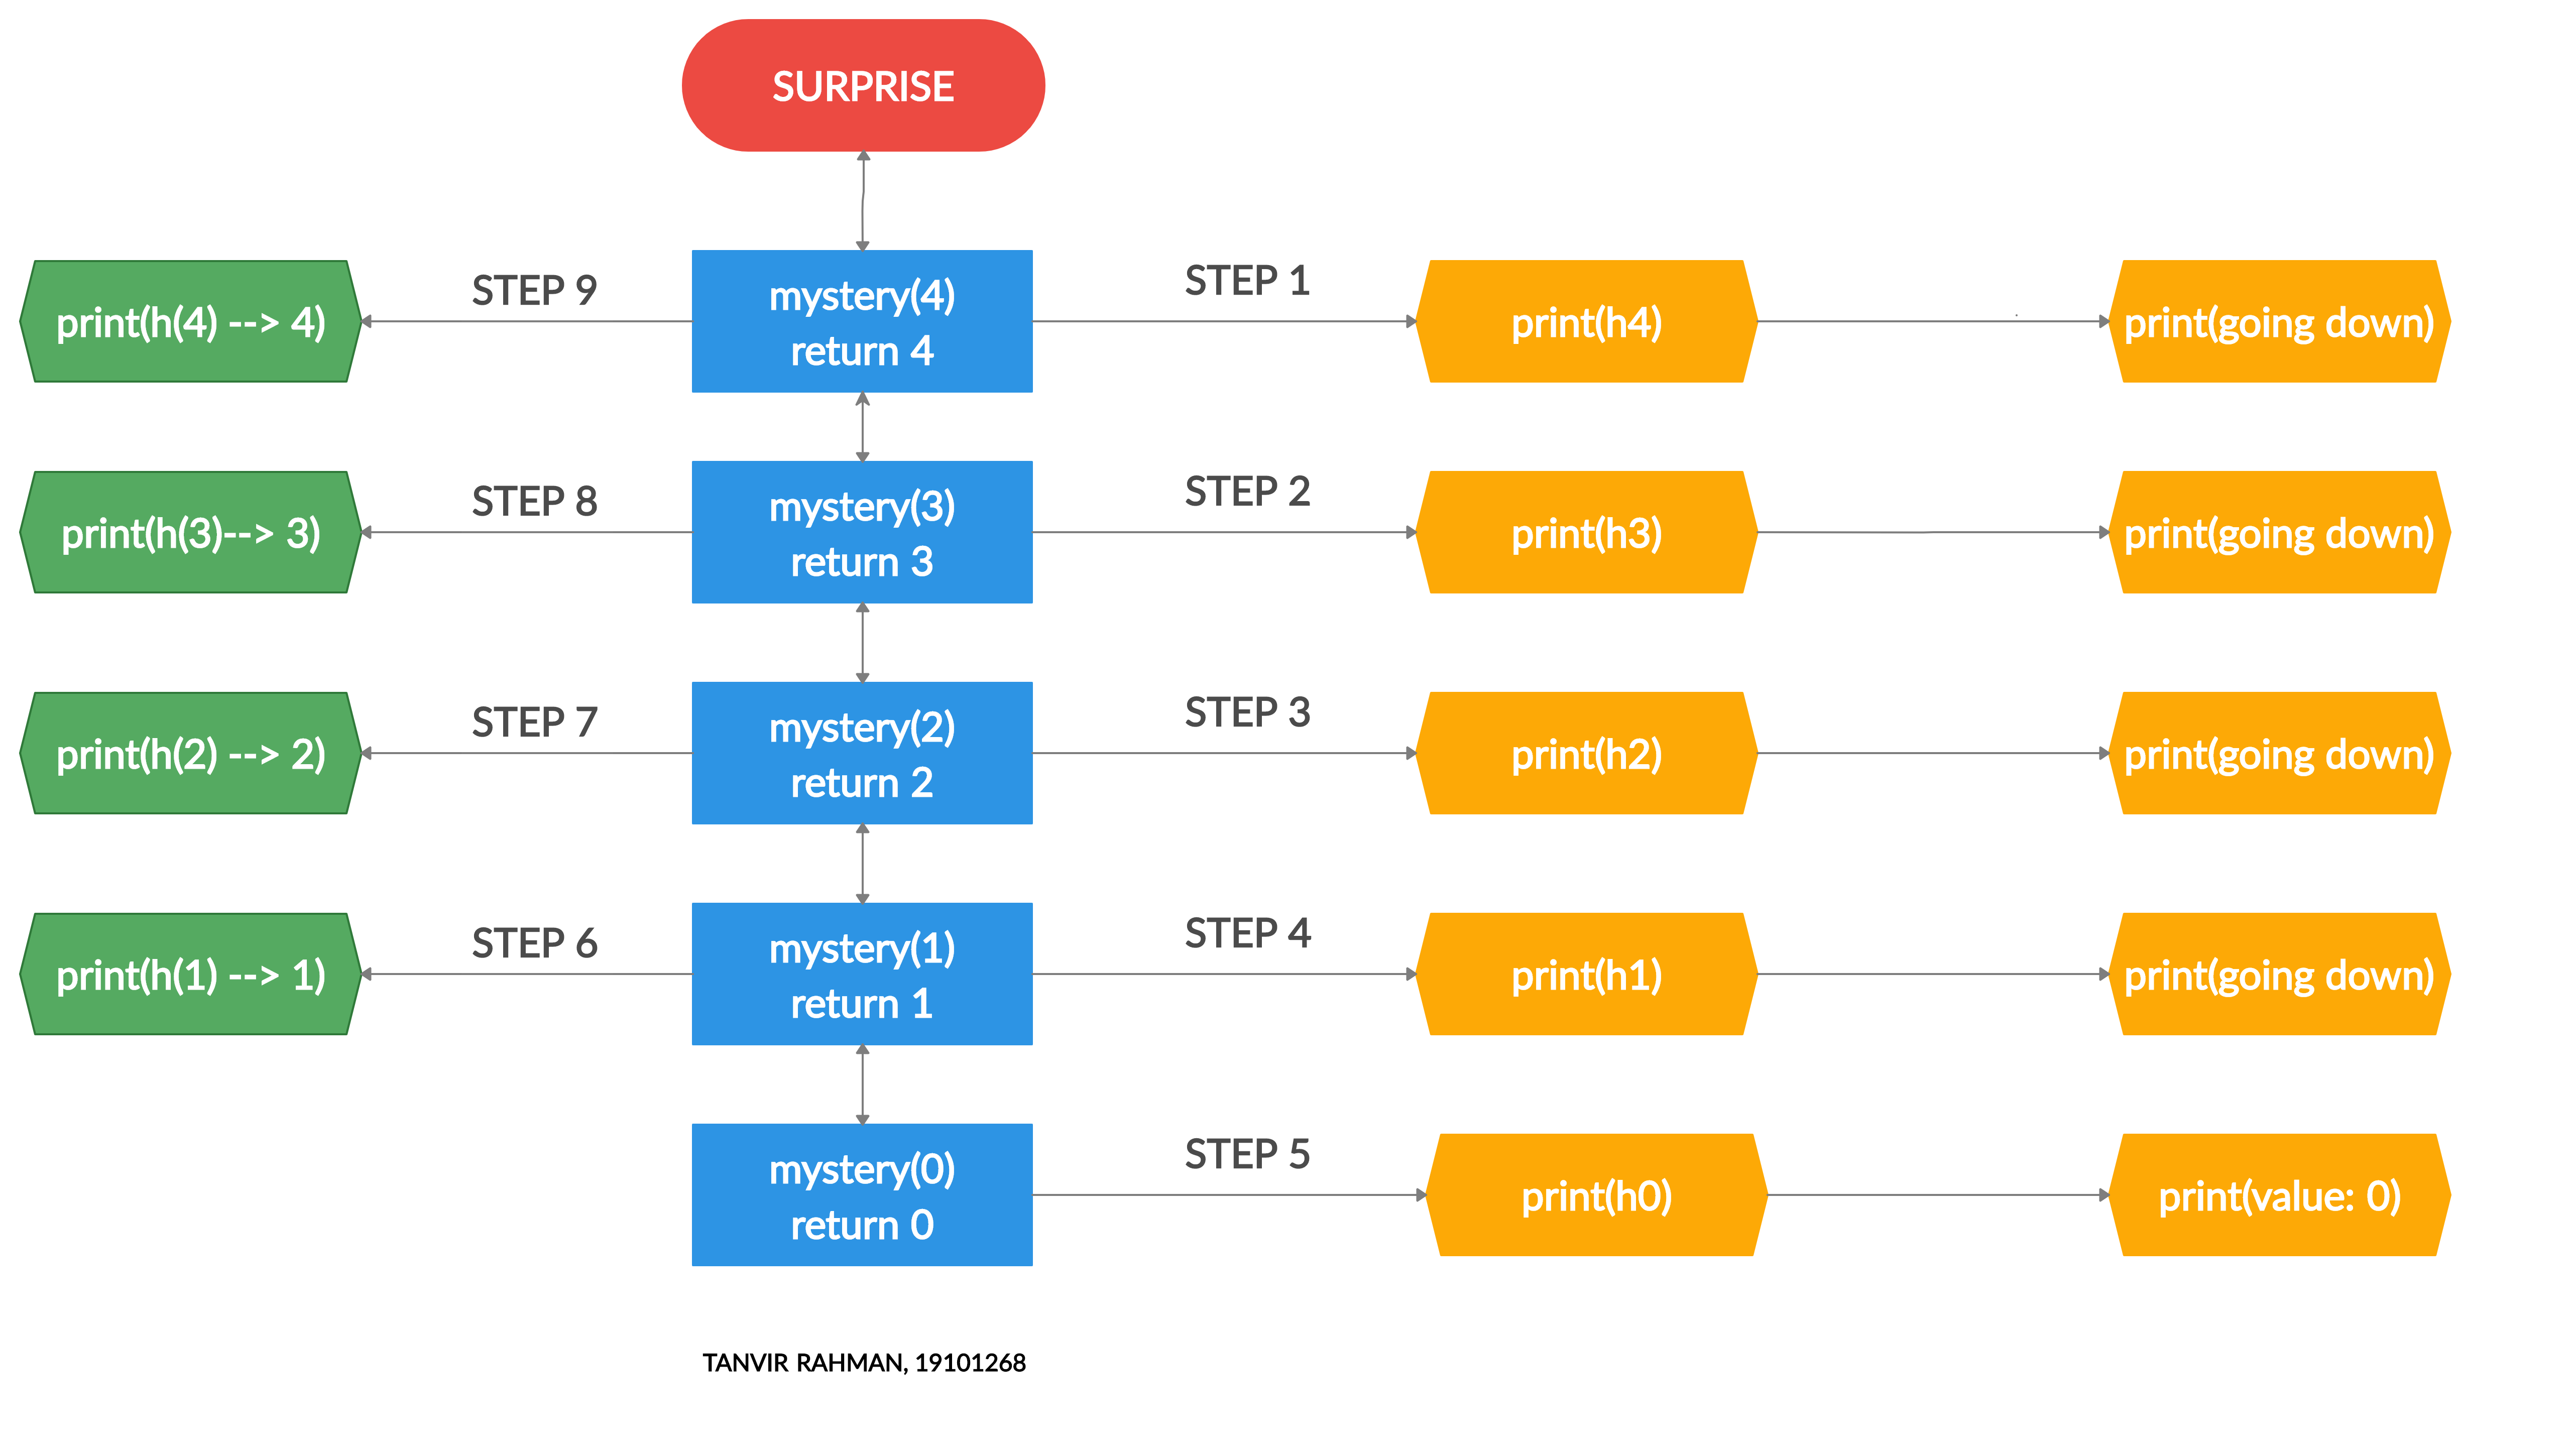 SURPRISE
STEP 9
mystery(4)
return 4
STEP 1
print(h(4) --> 4)
print(h4)
print(going down)
STEP 8
mystery(3)
return 3
STEP 2
print(h(3)--> 3)
print(h3)
print(going down)
STEP 7
mystery(2)
return 2
STEP 3
print(h(2) --> 2)
print(h2)
print(going down)
STEP 6
mystery(1)
return 1
STEP 4
print(h(1) --> 1)
print(h1)
print(going down)
mystery(0)
return 0
STEP 5
print(h0)
print(value: 0)
TANVIR RAHMAN, 19101268